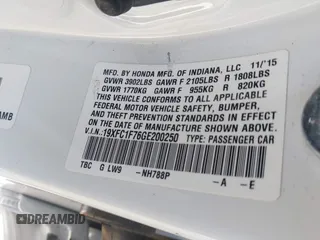 MFD. BY HONDA MFG. OF INDIANA, LLC 11/15
GVWR 3902LBS GAWR F 2105LBS R 1808LBS
GVWR 1770KG GAWR F 955KG R 820KG
THIS VEHICLE CONFORMS TO ALL APPLICABLE
FEDERAL MOTOR VEHICLE SAFETY, BUMPER,
AND THEFT PREVENTION STANDARDS IN EFFECT
ON THE DATE OF MANUFACTURE SHOWN ABOVE.
V.I.N.:19XFC1F76GE200250 TYPE: PASSENGER CAR
TBC G LW9 -NH788P -A -E
AMB
DREAMBID